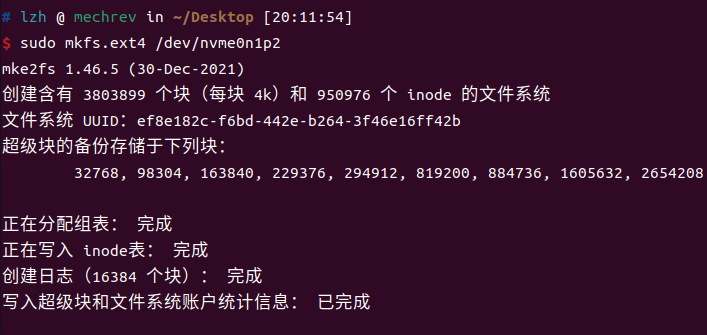 # lzh @ mechrev in ~/Desktop [20:11:54]
$ sudo mkfs.ext4 /dev/nvme0n1p2
mke2fs 1.46.5 (30-Dec-2021)
创建含有 3803899 个块（每块 4k）和 950976 个 inode 的文件系统
文件系统 UUID：ef8e182c-f6bd-442e-b264-3f46e16ff42b
超级块的备份存储于下列块：
32768, 98304, 163840, 229376, 294912, 819200, 884736, 1605632, 2654208
正在分配组表： 完成
正在写入 inode表： 完成
创建日志（16384 个块）： 完成
写入超级块和文件系统账户统计信息： 已完成